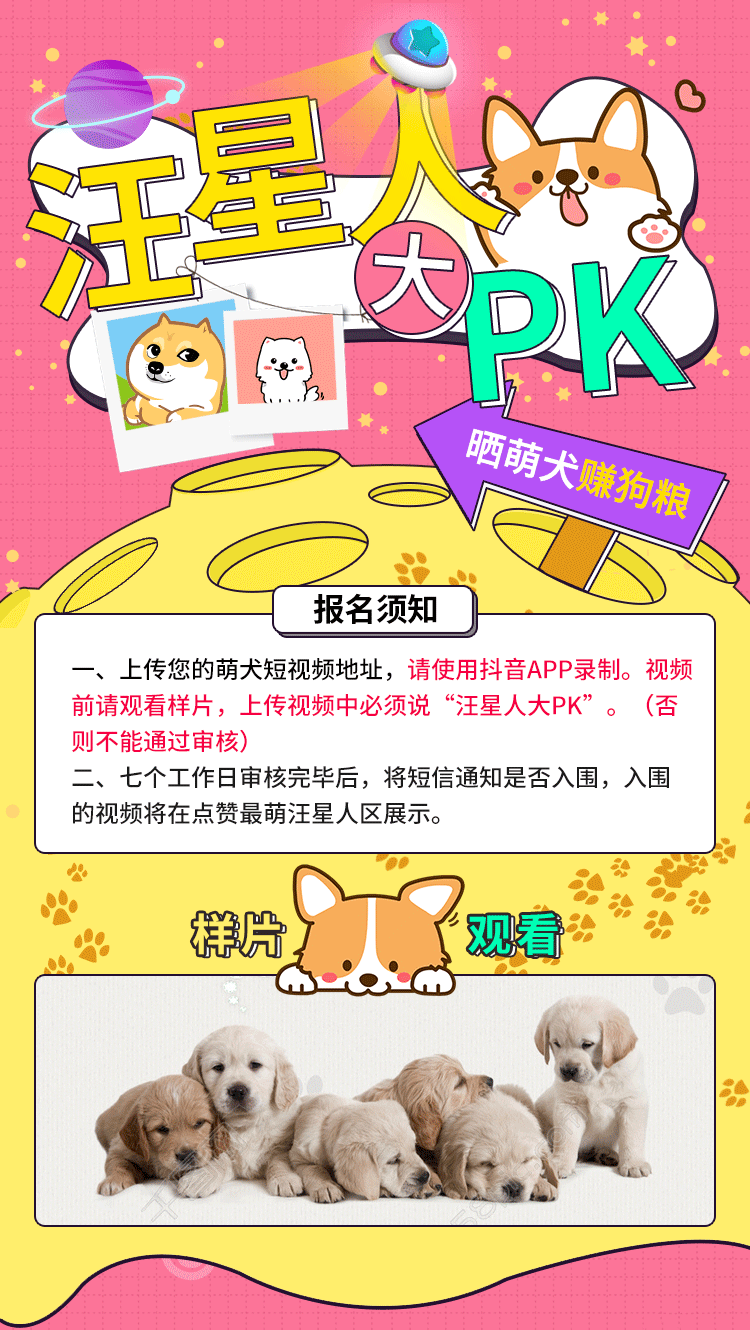 汪星人
大
PK
晒萌犬赚狗粮
报名须知
一、上传您的萌犬短视频地址，请使用抖音APP录制。视频
前请观看样片，上传视频中必须说“汪星人大PK”。（否
则不能通过审核）
二、七个工作日审核完毕后，将短信通知是否入围，入围
的视频将在点赞最萌汪星人区展示。
样片 观看